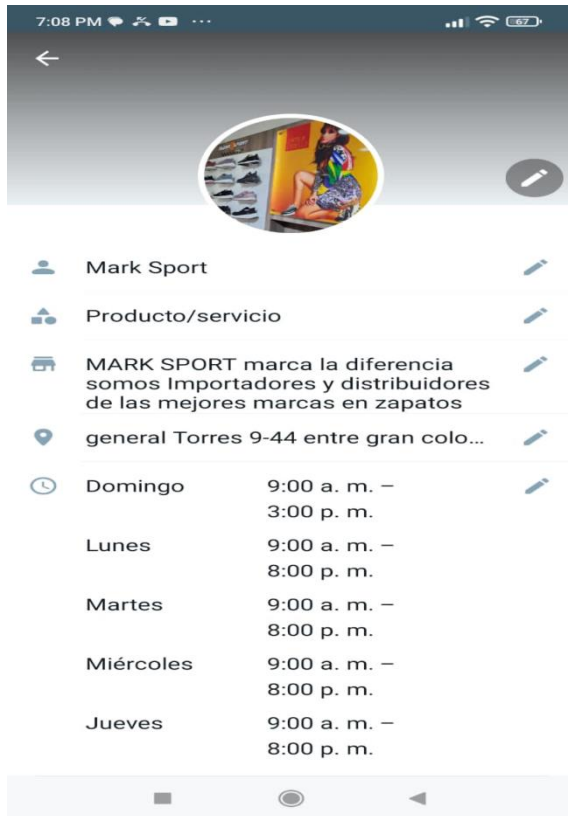 7:08 PM
67
Mark Sport
Producto/servicio
MARK SPORT marca la diferencia
somos Importadores y distribuidores
de las mejores marcas en zapatos
general Torres 9-44 entre gran colo...
Domingo 9:00 a. m. –
3:00 p. m.
Lunes 9:00 a. m. –
8:00 p. m.
Martes 9:00 a. m. –
8:00 p. m.
Miércoles 9:00 a. m. –
8:00 p. m.
Jueves 9:00 a. m. –
8:00 p. m.